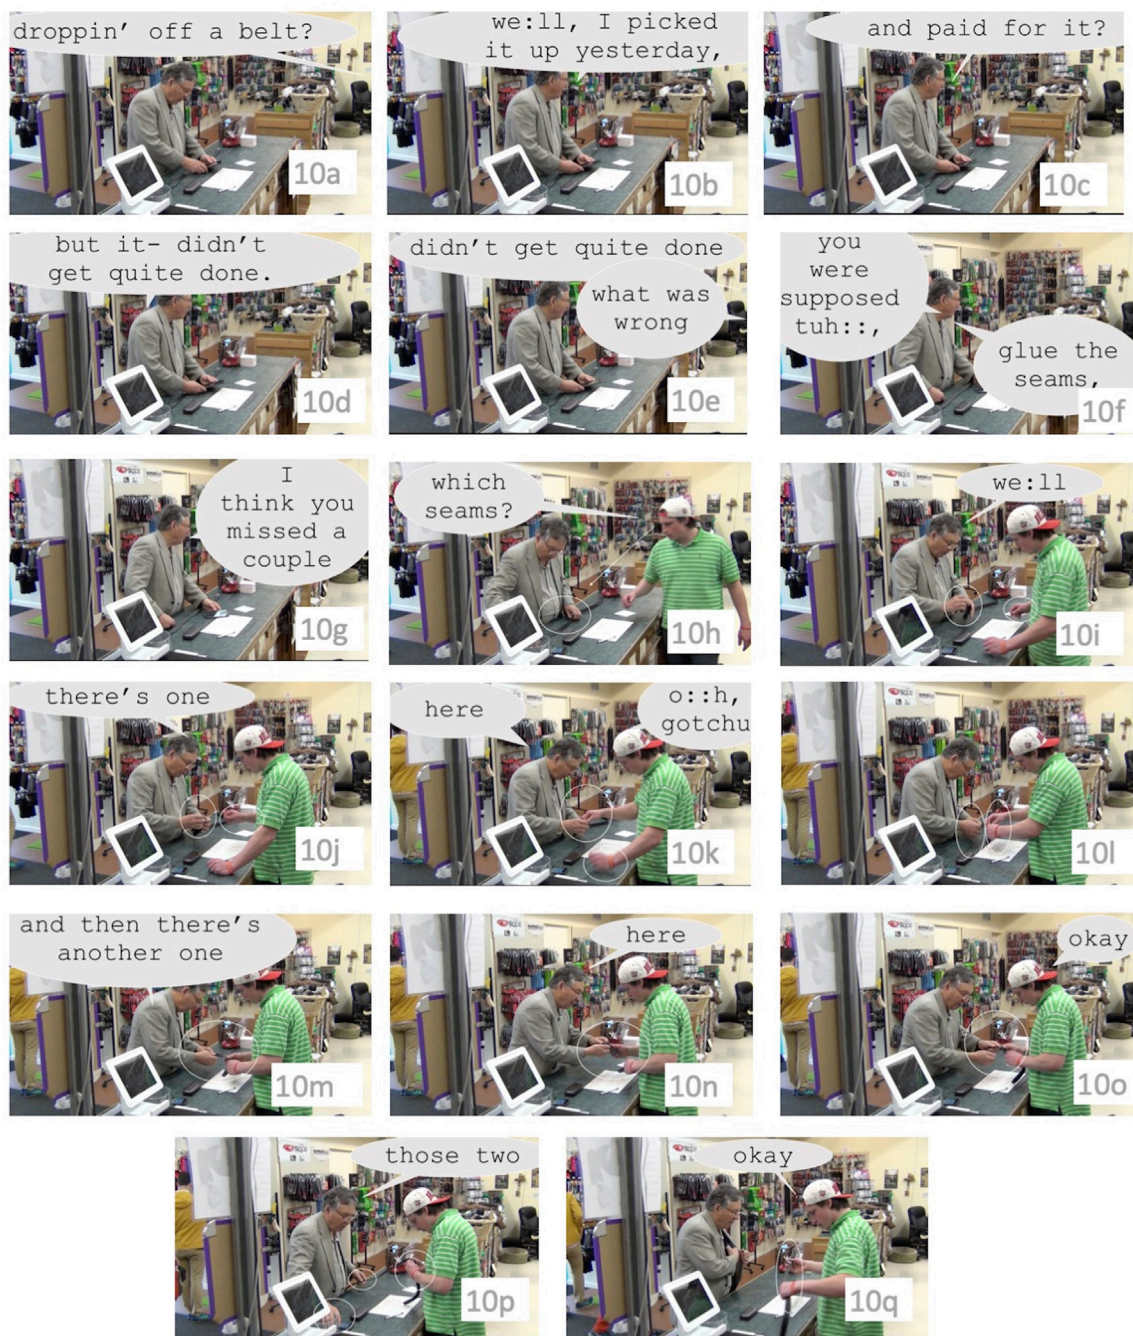 droppin' off a belt?
10a
we:ll, I picked
it up yesterday,
10b
and paid for it?
10c
but it- didn't
get quite done.
10d
didn't get quite done
what was
wrong
10e
you
were
supposed
tuh::,
glue the
seams,
10f
I
think you
missed a
couple
10g
which
seams?
10h
we:ll
10i
there's one
10j
here
o::h,
gotchu
10k
10l
and then there's
another one
10m
here
10n
okay
10o
those two
10p
okay
10q